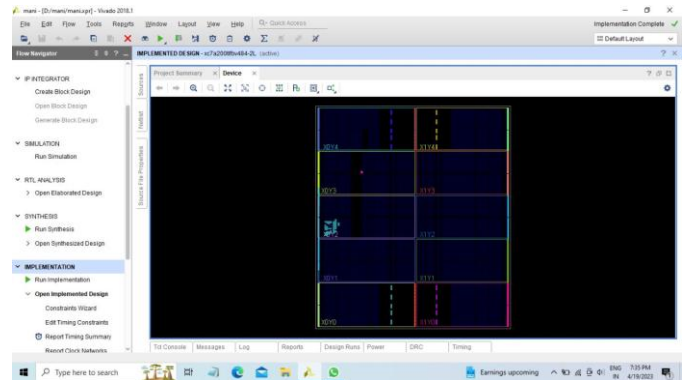 mani - [D:/mani/mani.xpr] - Vivado 2018.1
File Edit Flow Tools Reports Window Layout View Help Q- Quick Access
Implementation Complete
Default Layout
Flow Navigator
IMPLEMENTED DESIGN - xc7a200tfbv484-2L (active)
IP INTEGRATOR
Create Block Design
Open Block Design
Generate Block Design
SIMULATION
Run Simulation
RTL ANALYSIS
Open Elaborated Design
SYNTHESIS
Run Synthesis
Open Synthesized Design
IMPLEMENTATION
Run Implementation
Open Implemented Design
Constraints Wizard
Edit Timing Constraints
Report Timing Summary
Report Clock Networks
Sources
Netlist
Source File Properties
Project Summary × Device ×
X0Y4 X1Y4
X0Y3 X1Y3
X1Y2
X0Y1 X1Y1
X0Y0 X1Y0
Tcl Console Messages Log Reports Design Runs Power DRC Timing
Type here to search
Earnings upcoming
ENG 7:35 PM
IN 4/19/2023